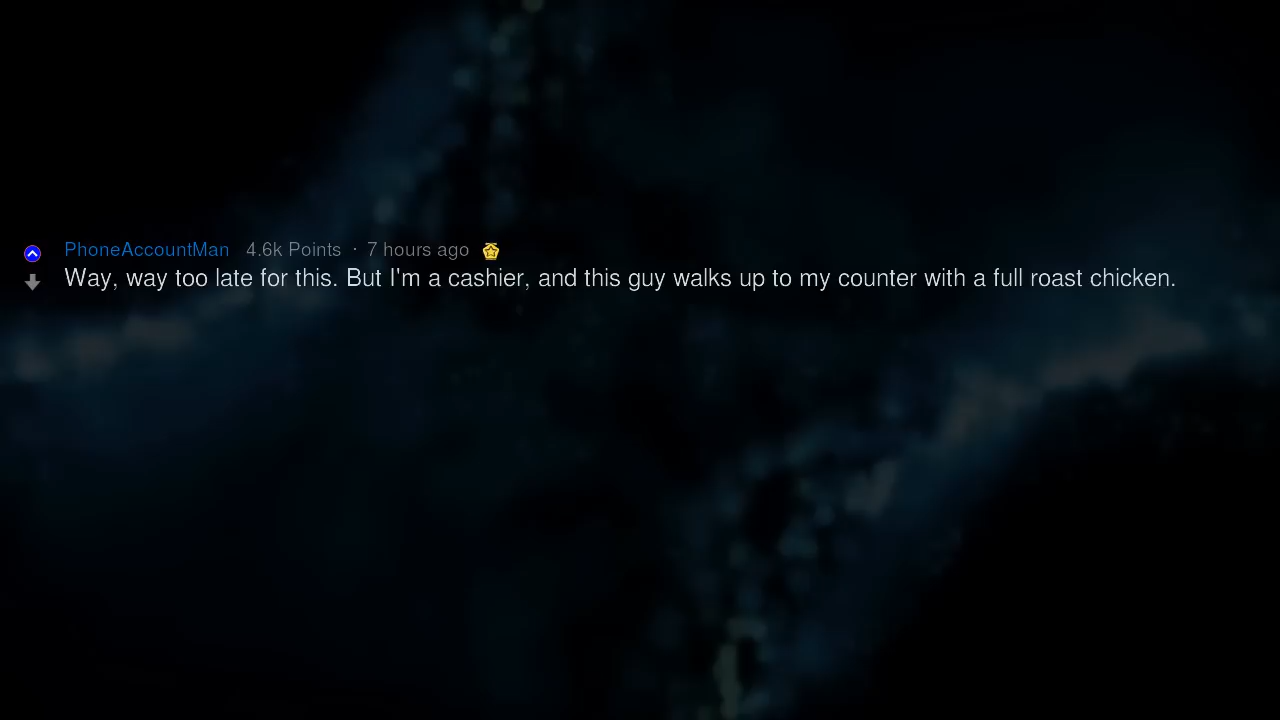 PhoneAccountMan 4.6k Points · 7 hours ago
Way, way too late for this. But I'm a cashier, and this guy walks up to my counter with a full roast chicken.